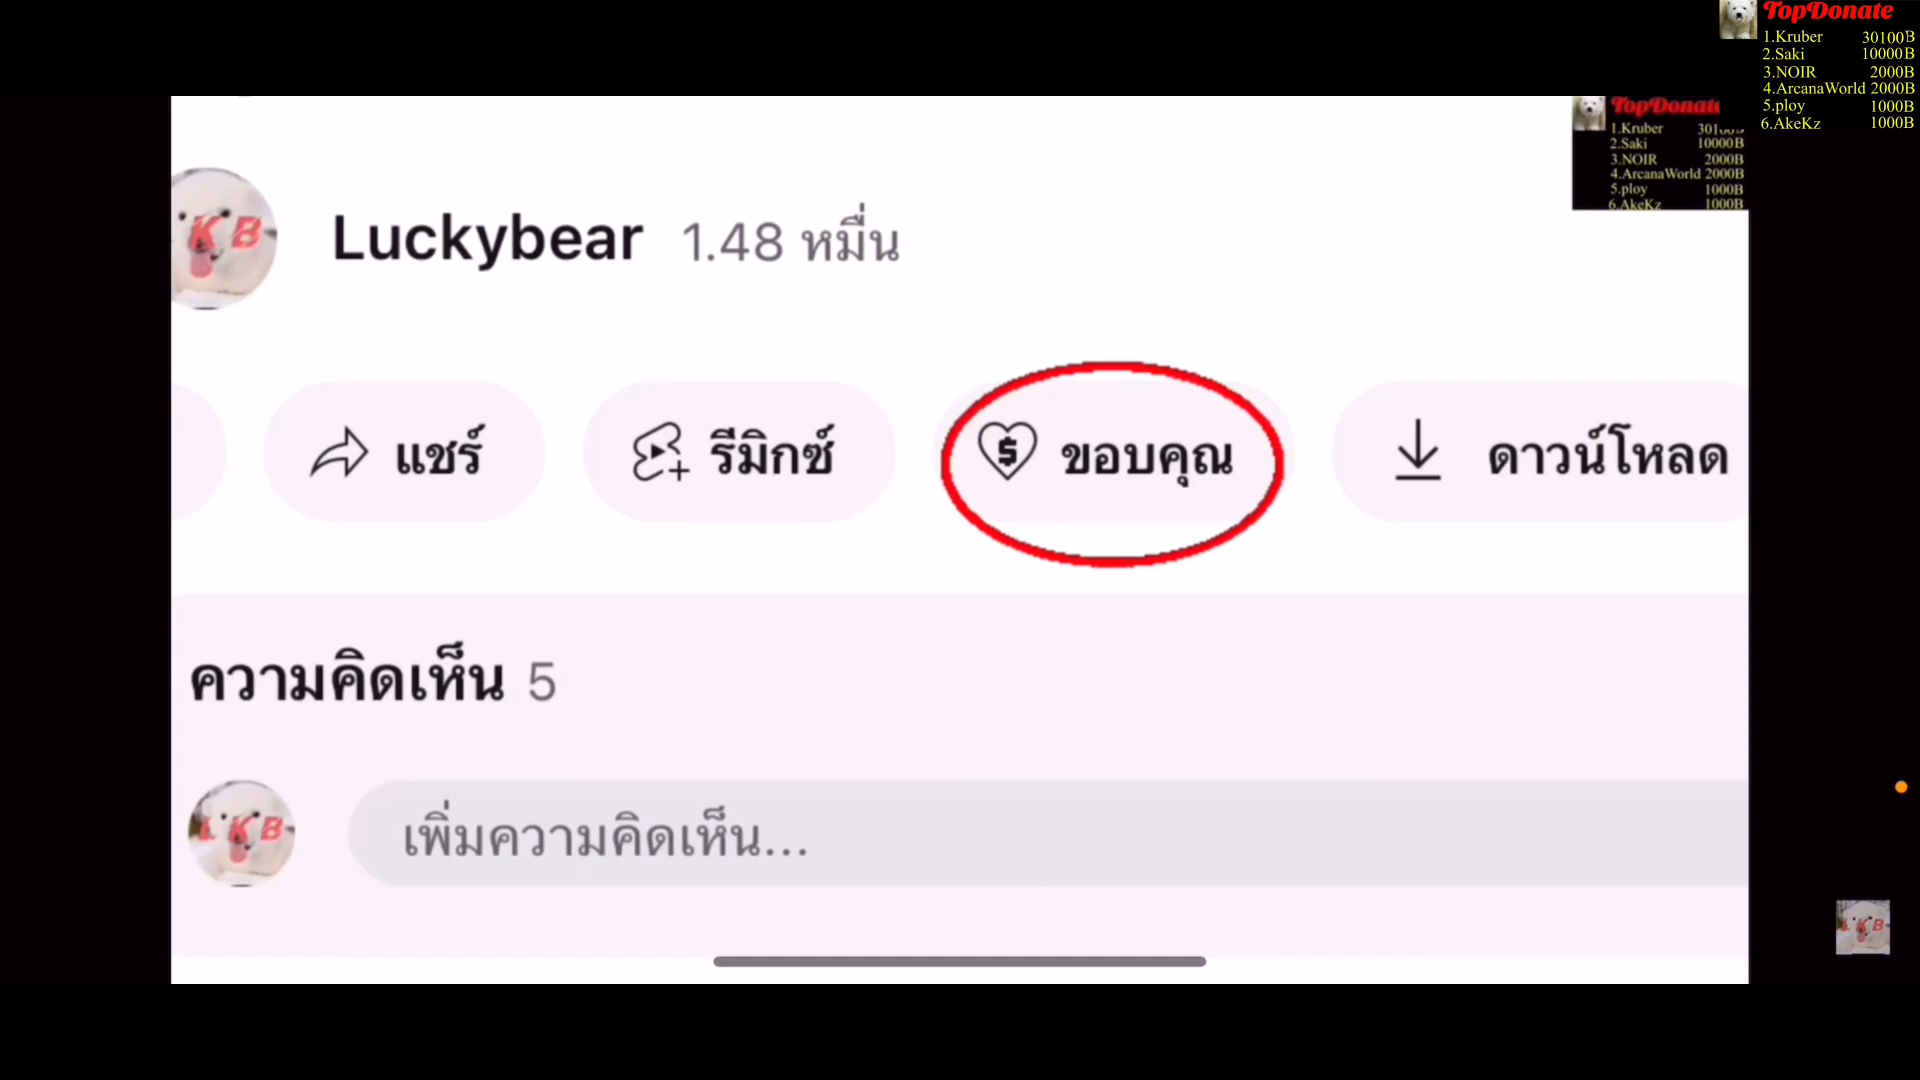 TopDonate
1.Kruber 30100B
2.Saki 10000B
3.NOIR 2000B
4.ArcanaWorld 2000B
5.ploy 1000B
6.AkeKz 1000B
TopDonate
1.Kruber
2.Saki 10000B
3.NOIR 2000B
4.ArcanaWorld 2000B
5.ploy 1000B
6.AkeKz 1000B
KB
Luckybear 1.48 หมื่น
แชร์ รีมิกซ์ $ ขอบคุณ ดาวน์โหลด
ความคิดเห็น 5
LKB
เพิ่มความคิดเห็น...
LKB